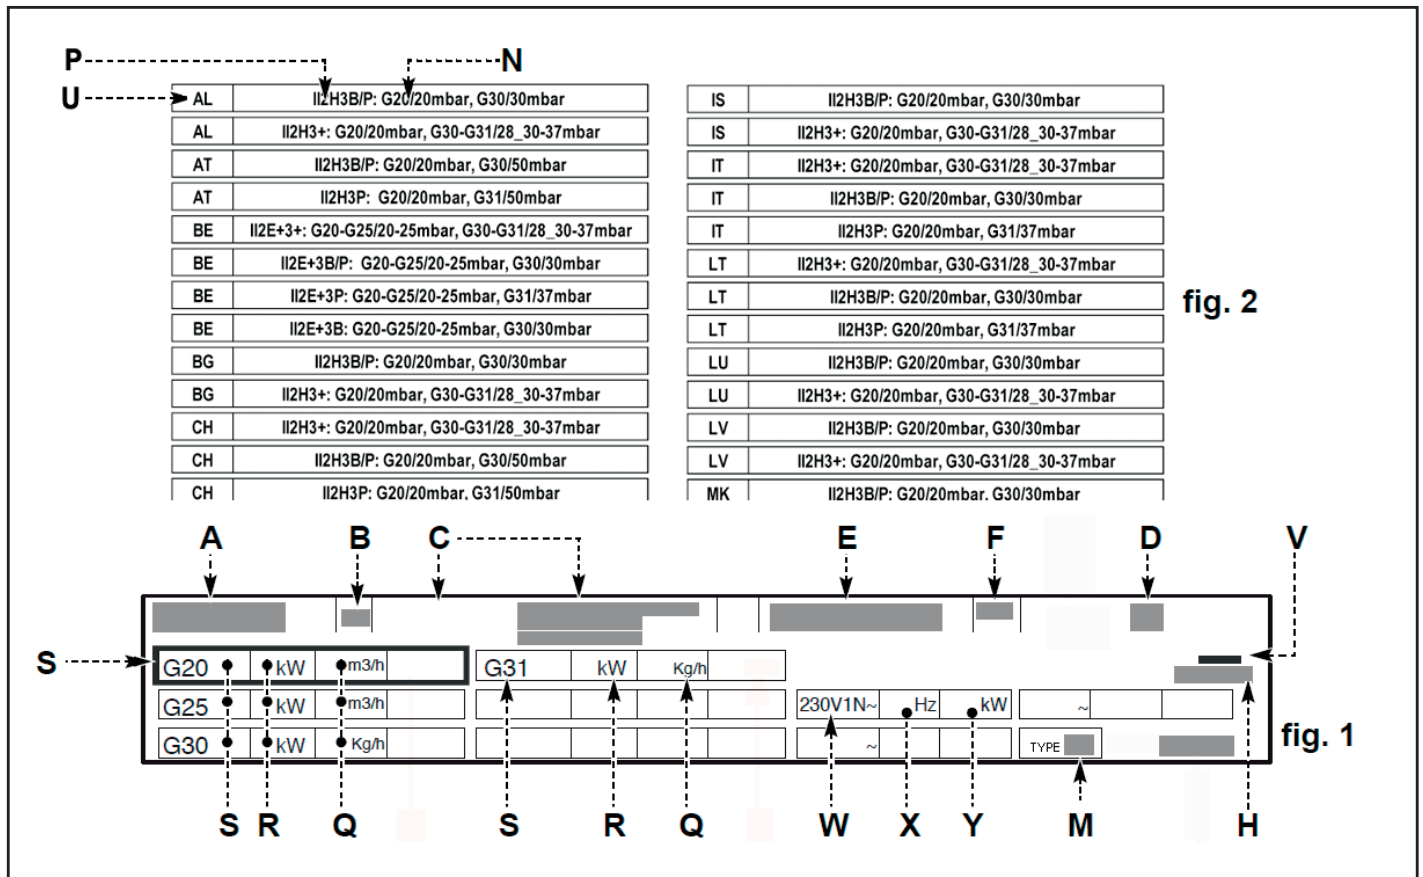 P N
U AL II2H3B/P: G20/20mbar, G30/30mbar
AL II2H3+: G20/20mbar, G30-G31/28_30-37mbar
AT II2H3B/P: G20/20mbar, G30/50mbar
AT II2H3P: G20/20mbar, G31/50mbar
BE II2E+3+: G20-G25/20-25mbar, G30-G31/28_30-37mbar
BE II2E+3B/P: G20-G25/20-25mbar, G30/30mbar
BE II2E+3P: G20-G25/20-25mbar, G31/37mbar
BE II2E+3B: G20-G25/20-25mbar, G30/30mbar
BG II2H3B/P: G20/20mbar, G30/30mbar
BG II2H3+: G20/20mbar, G30-G31/28_30-37mbar
CH II2H3+: G20/20mbar, G30-G31/28_30-37mbar
CH II2H3B/P: G20/20mbar, G30/50mbar
CH II2H3P: G20/20mbar, G31/50mbar
IS II2H3B/P: G20/20mbar, G30/30mbar
IS II2H3+: G20/20mbar, G30-G31/28_30-37mbar
IT II2H3+: G20/20mbar, G30-G31/28_30-37mbar
IT II2H3B/P: G20/20mbar, G30/30mbar
IT II2H3P: G20/20mbar, G31/37mbar
LT II2H3+: G20/20mbar, G30-G31/28_30-37mbar
LT II2H3B/P: G20/20mbar, G30/30mbar
LT II2H3P: G20/20mbar, G31/37mbar
LU II2H3B/P: G20/20mbar, G30/30mbar
LU II2H3+: G20/20mbar, G30-G31/28_30-37mbar
LV II2H3B/P: G20/20mbar, G30/30mbar
LV II2H3+: G20/20mbar, G30-G31/28_30-37mbar
MK II2H3B/P: G20/20mbar, G30/30mbar
fig. 2
A B C E F D V
S G20 kW m3/h G31 kW Kg/h
G25 kW m3/h 230V1N~ Hz kW ~
G30 kW Kg/h ~ TYPE
fig. 1
S R Q S R Q W X Y M H